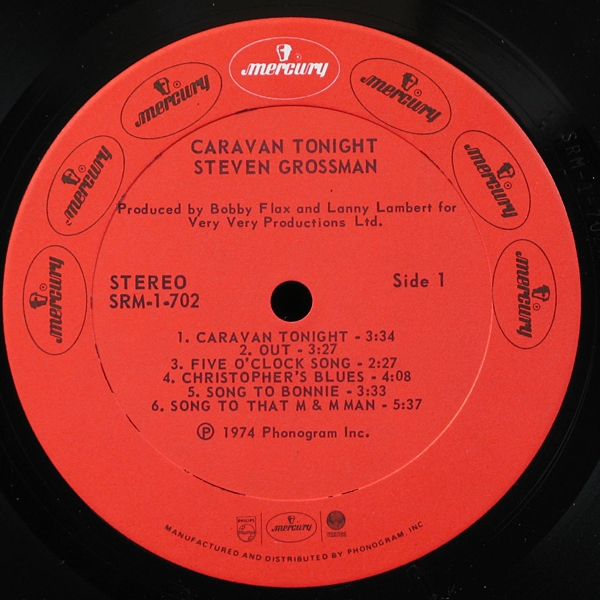 mercury
mercury
mercury
mercury
mercury
mercury
mercury
CARAVAN TONIGHT
STEVEN GROSSMAN
Produced by Bobby Flax and Lanny Lambert for
Very Very Productions Ltd.
STEREO
SRM-1-702
Side 1
1. CARAVAN TONIGHT - 3:34
2. OUT - 3:27
3. FIVE O'CLOCK SONG - 2:27
4. CHRISTOPHER'S BLUES - 4:08
5. SONG TO BONNIE - 3:33
6. SONG TO THAT M & M MAN - 5:37
Ⓟ 1974 Phonogram Inc.
PHILIPS
mercury
MANUFACTURED AND DISTRIBUTED BY PHONOGRAM, INC